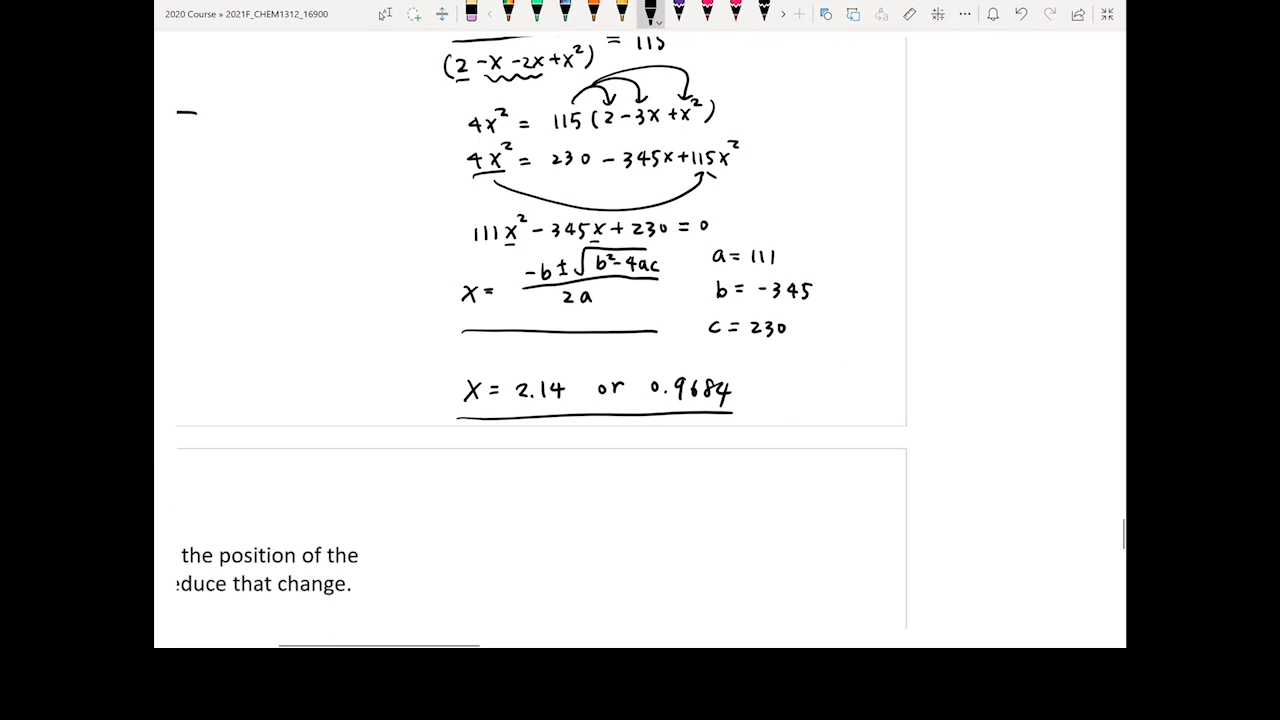 2020 Course » 2021F_CHEM1312_16900
(2 -x -2x +x²) = 115
4x² = 115 (2 - 3x + x²)
4x² = 230 - 345x + 115x²
111x² - 345x + 230 = 0
x = -b ± √b² - 4ac / 2a
a = 111
b = -345
c = 230
x = 2.14 or 0.9684
the position of the
educe that change.